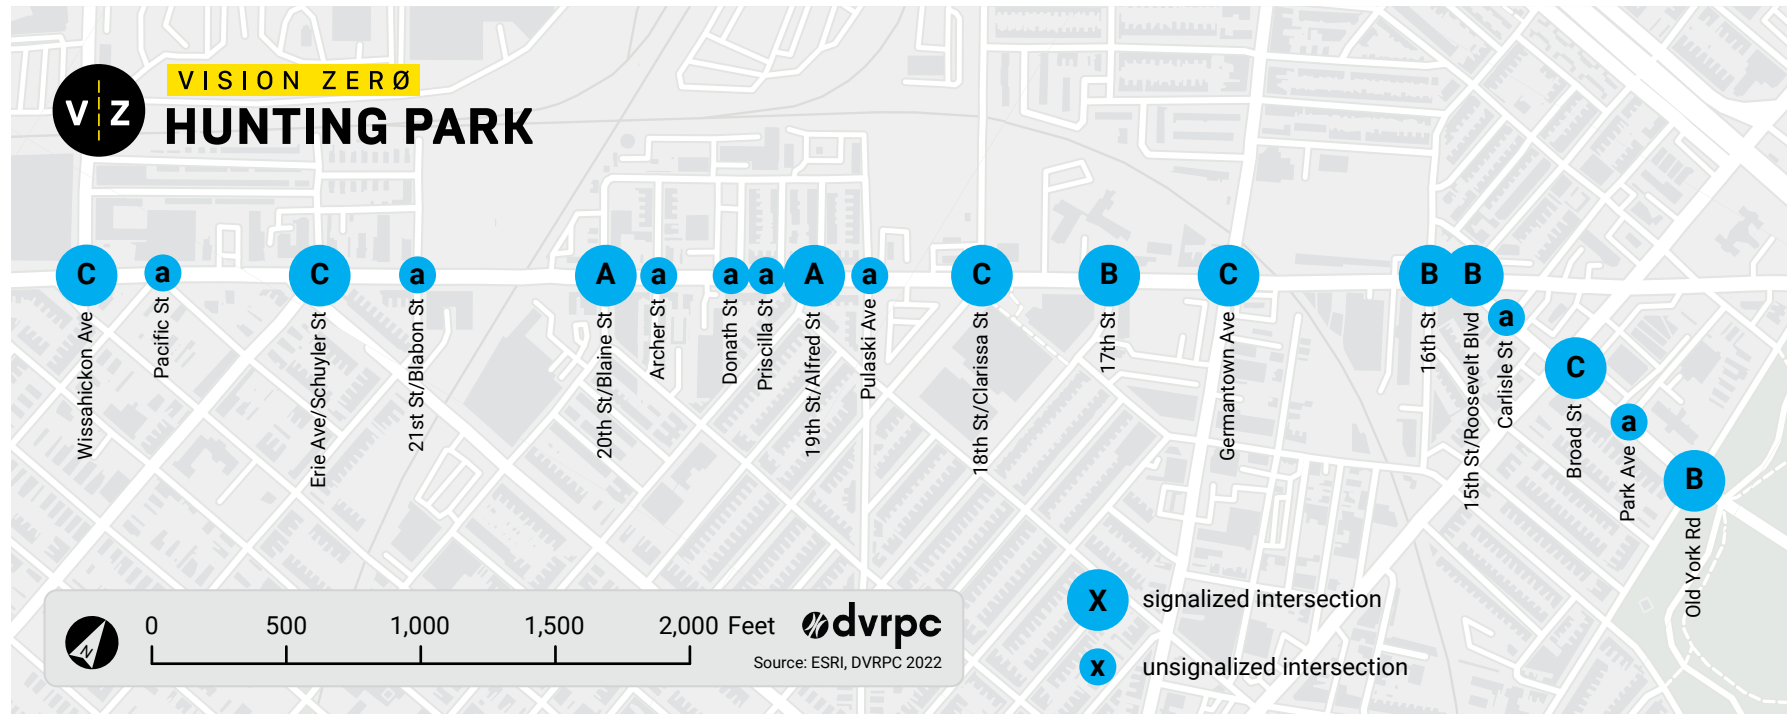 VISION ZERØ
V Z
HUNTING PARK
C
a
C
a
A
a
a
a
A
a
C
B
C
B
B
a
C
a
B
Wissahickon Ave
Pacific St
Erie Ave/Schuyler St
21st St/Blabon St
20th St/Blaine St
Archer St
Donath St
Priscilla St
19th St/Alfred St
Pulaski Ave
18th St/Clarissa St
17th St
Germantown Ave
16th St
15th St/Roosevelt Blvd
Carlisle St
Broad St
Park Ave
Old York Rd
X signalized intersection
x unsignalized intersection
N
0 500 1,000 1,500 2,000 Feet
dvrpc
Source: ESRI, DVRPC 2022